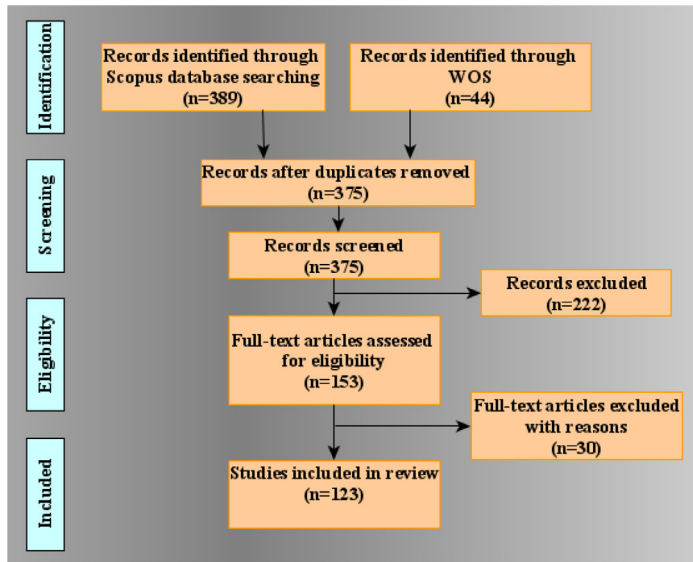 Identification
Records identified through
Scopus database searching
(n=389)
Records identified through
WOS
(n=44)
Screening
Records after duplicates removed
(n=375)
Records screened
(n=375)
Records excluded
(n=222)
Eligibility
Full-text articles assessed
for eligibility
(n=153)
Full-text articles excluded
with reasons
(n=30)
Included
Studies included in review
(n=123)